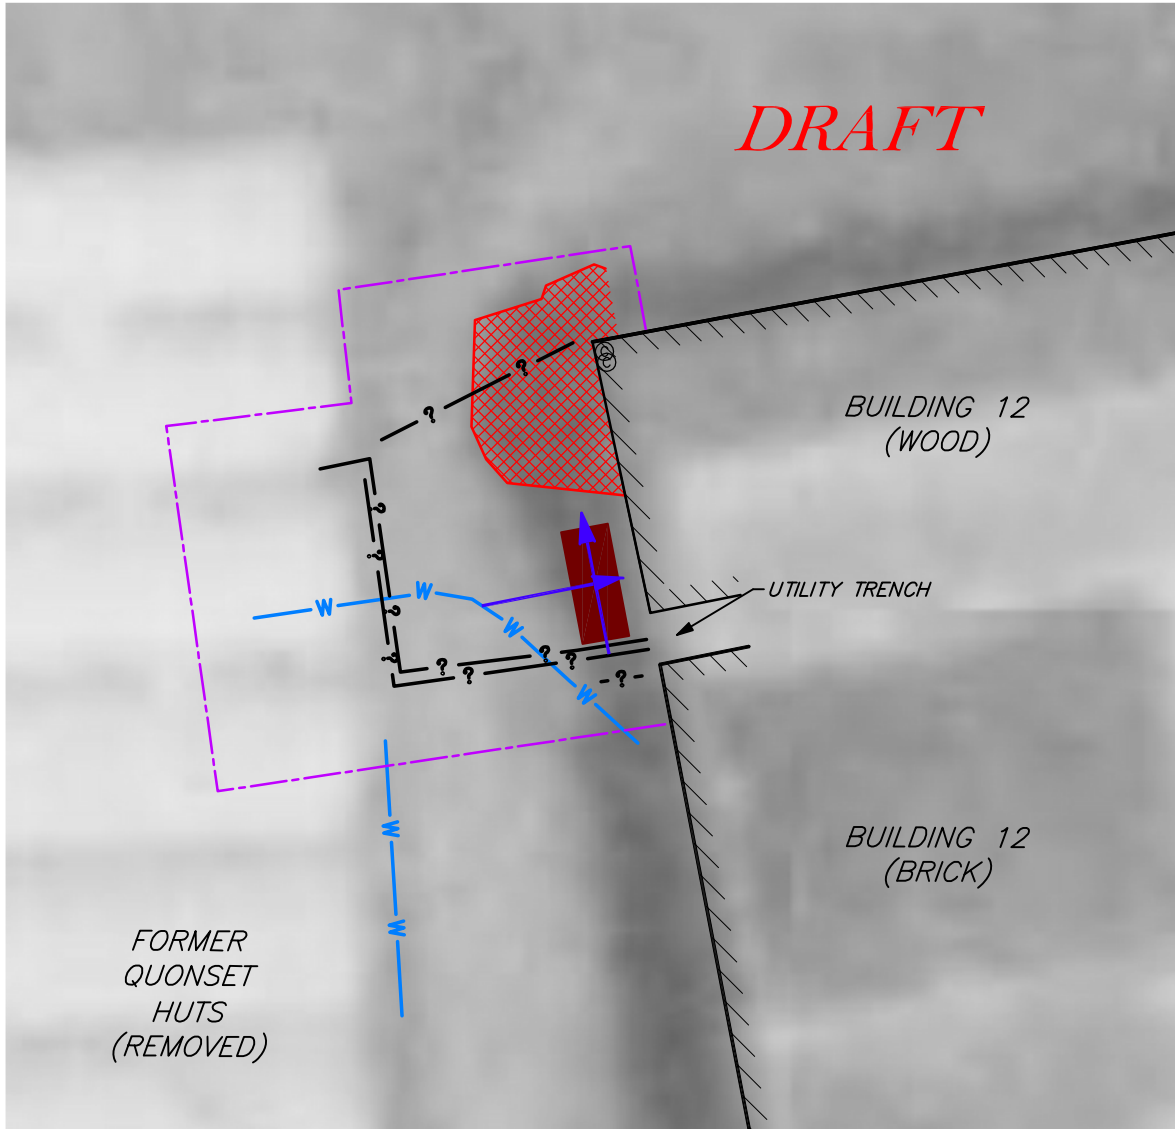 DRAFT
BUILDING 12
(WOOD)
?
?
?
?
W
W
UTILITY TRENCH
?
W
?
?
?
?
?
?
W
W
BUILDING 12
(BRICK)
W
FORMER
QUONSET
HUTS
(REMOVED)